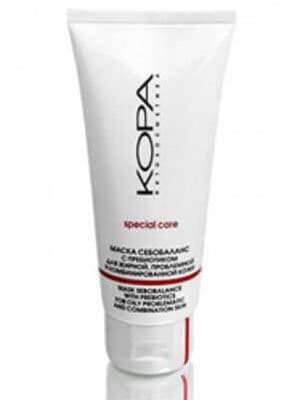 КОРА
ФИТОКОСМЕТИКА
special care
МАСКА СЕБОБАЛАНС
С ПРЕБИОТИКОМ
ДЛЯ ЖИРНОЙ, ПРОБЛЕМНОЙ
И КОМБИНИРОВАННОЙ КОЖИ
MASK SEBOBALANCE
WITH PREBIOTICS
FOR OILY PROBLEMATIC
AND COMBINATION SKIN